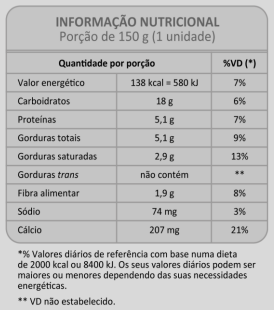 INFORMAÇÃO NUTRICIONAL
Porção de 150 g (1 unidade)
Quantidade por porção %VD (*)
Valor energético 138 kcal = 580 kJ 7%
Carboidratos 18 g 6%
Proteínas 5,1 g 7%
Gorduras totais 5,1 g 9%
Gorduras saturadas 2,9 g 13%
Gorduras trans não contém **
Fibra alimentar 1,9 g 8%
Sódio 74 mg 3%
Cálcio 207 mg 21%
*% Valores diários de referência com base numa dieta
de 2000 kcal ou 8400 kJ. Os seus valores diários podem ser
maiores ou menores dependendo das suas necessidades
energéticas.
** VD não estabelecido.